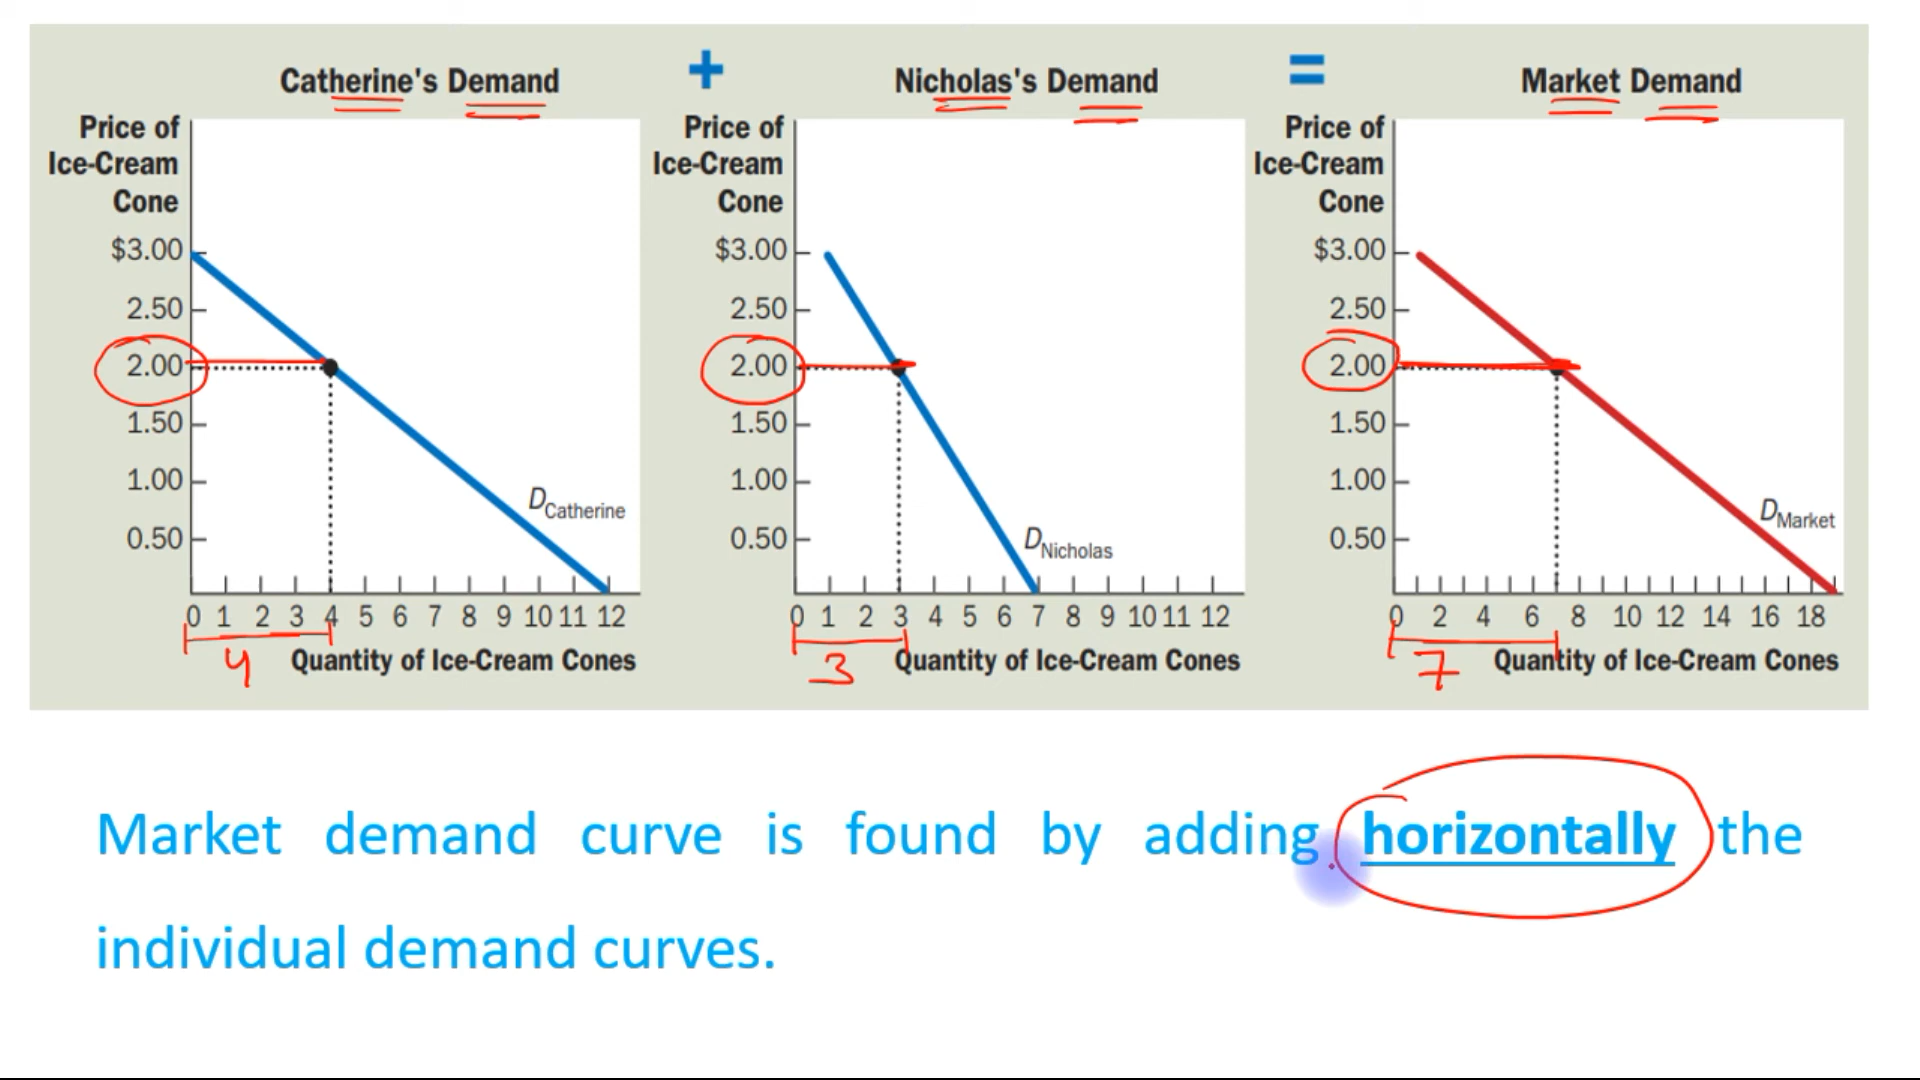 Catherine's Demand + Nicholas's Demand = Market Demand
Price of
Ice-Cream
Cone
$3.00
2.50
2.00
1.50
1.00
0.50
D Catherine
0 1 2 3 4 5 6 7 8 9 10 11 12
4
Quantity of Ice-Cream Cones
Price of
Ice-Cream
Cone
$3.00
2.50
2.00
1.50
1.00
0.50
D Nicholas
0 1 2 3 4 5 6 7 8 9 10 11 12
3
Quantity of Ice-Cream Cones
Price of
Ice-Cream
Cone
$3.00
2.50
2.00
1.50
1.00
0.50
D Market
0 2 4 6 8 10 12 14 16 18
7
Quantity of Ice-Cream Cones
Market demand curve is found by adding horizontally the
individual demand curves.